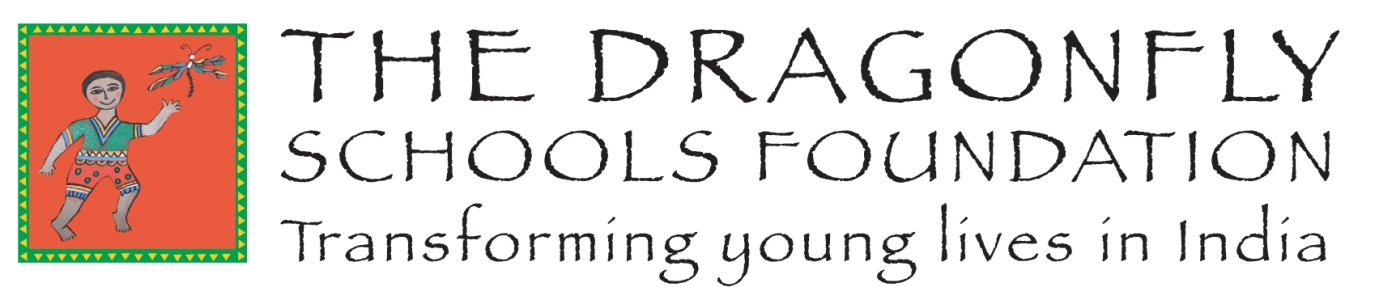 THE DRAGONFLY
SCHOOLS FOUNDATION
Transforming young lives in India